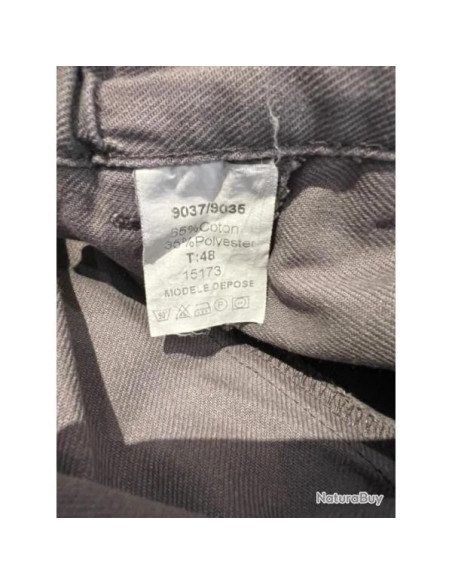 9037/9035
65%Coton
35%Polyester
T:48
15173
MODELE DEPOSE
NaturaBuy